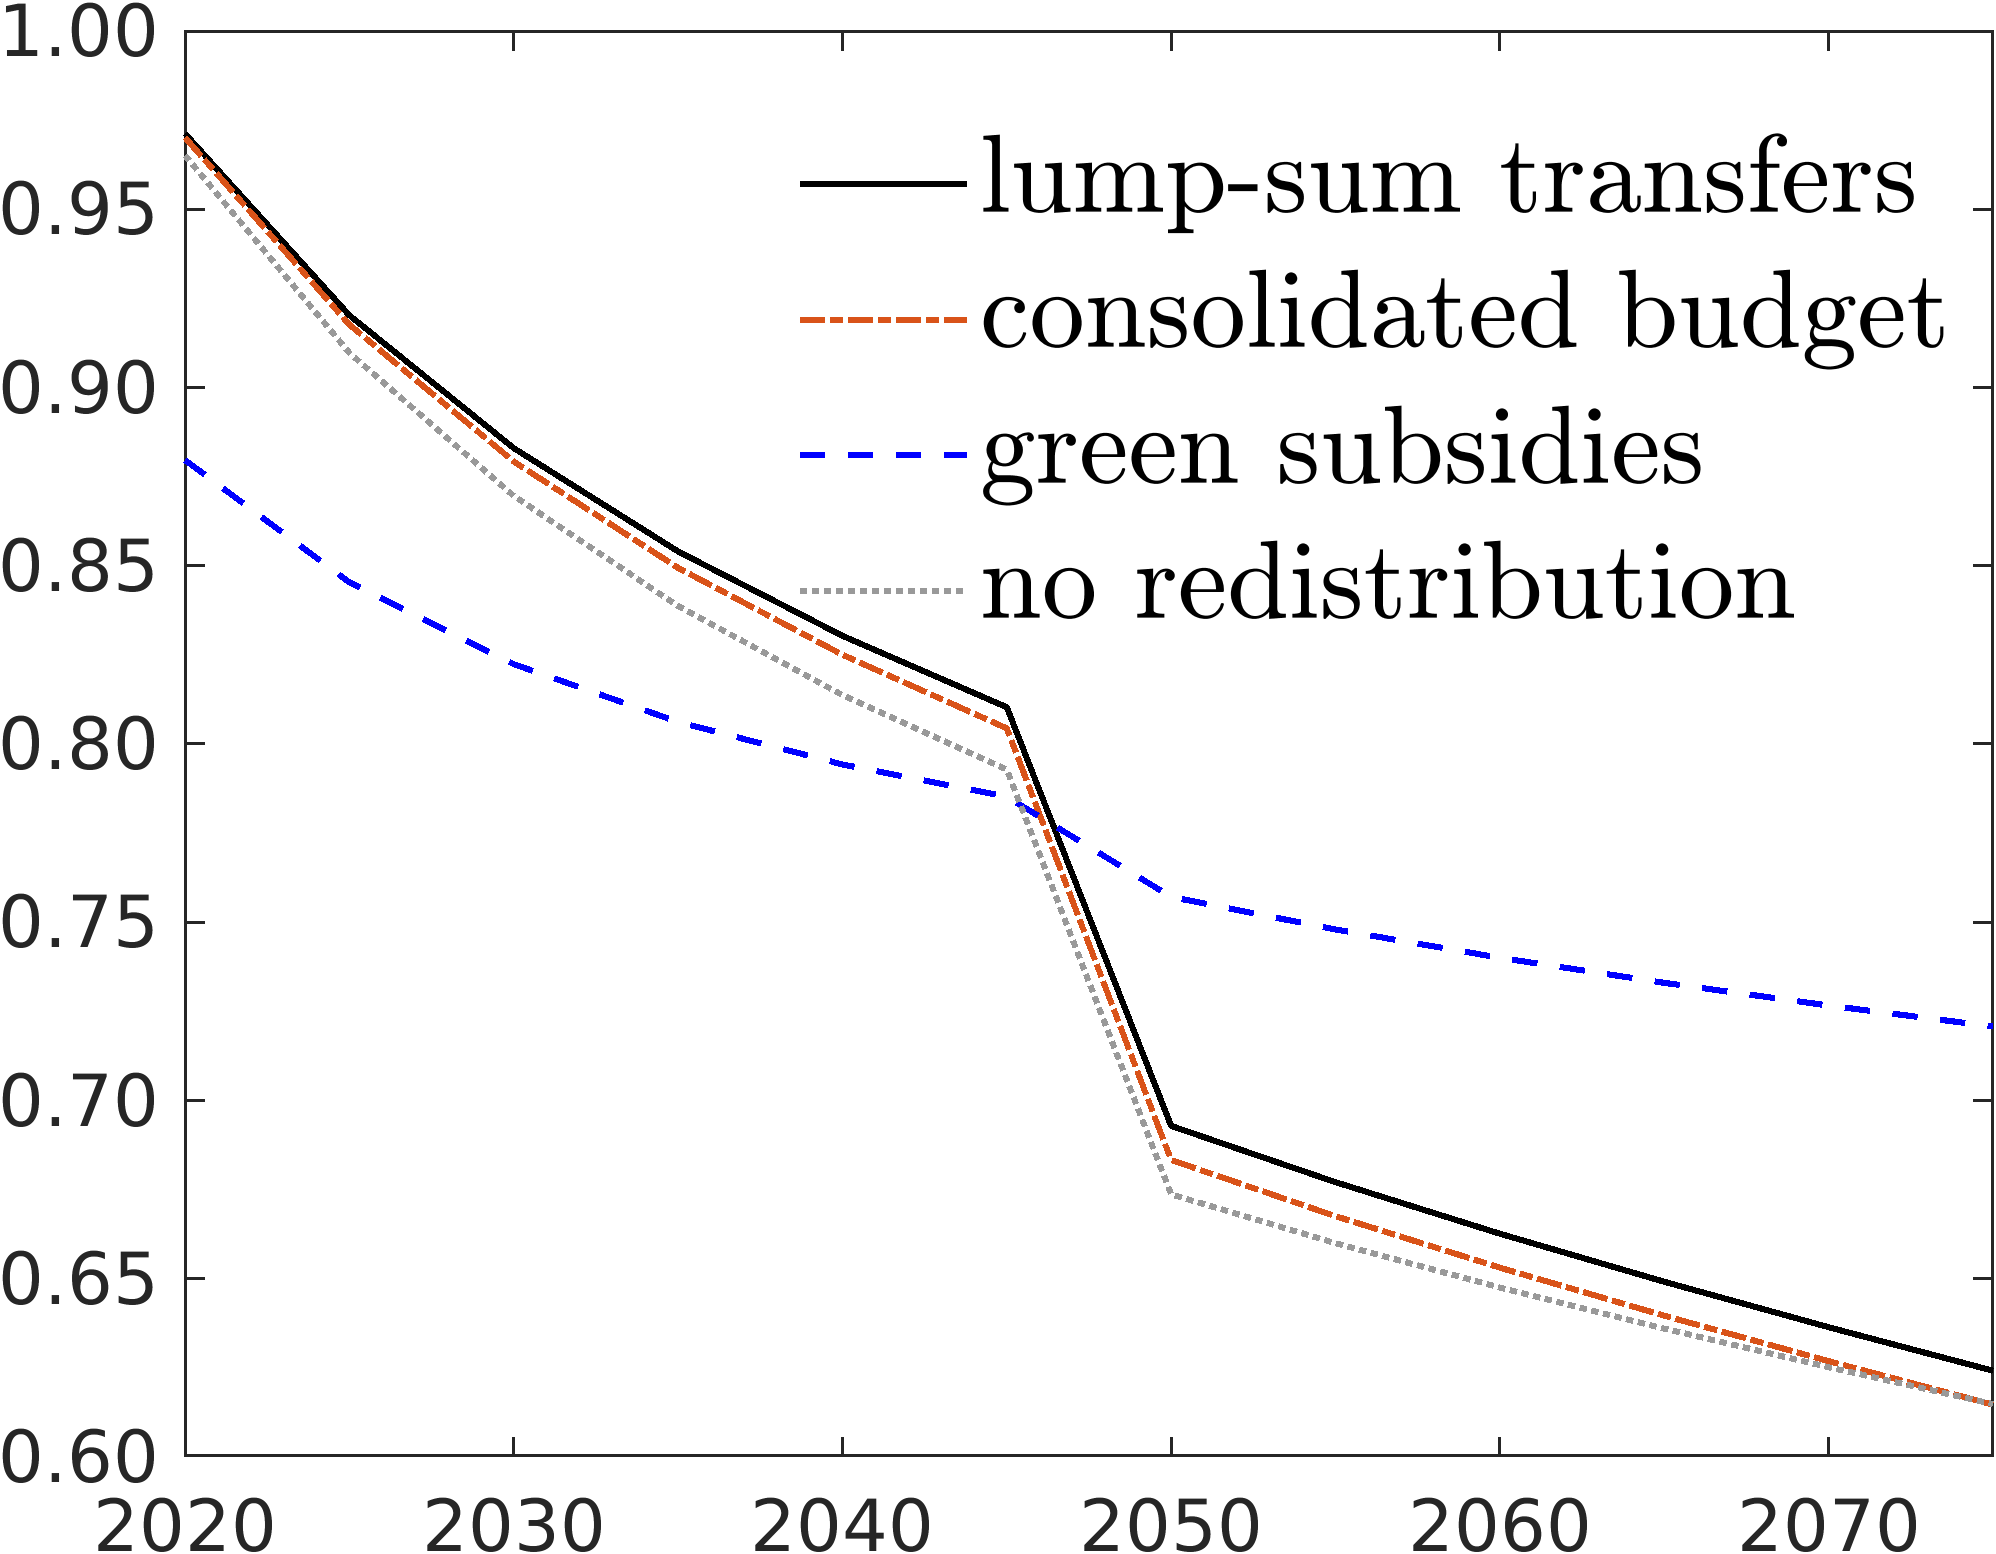 1.00
0.95
0.90
0.85
0.80
0.75
0.70
0.65
0.60
lump-sum transfers
consolidated budget
green subsidies
no redistribution
2020 2030 2040 2050 2060 2070